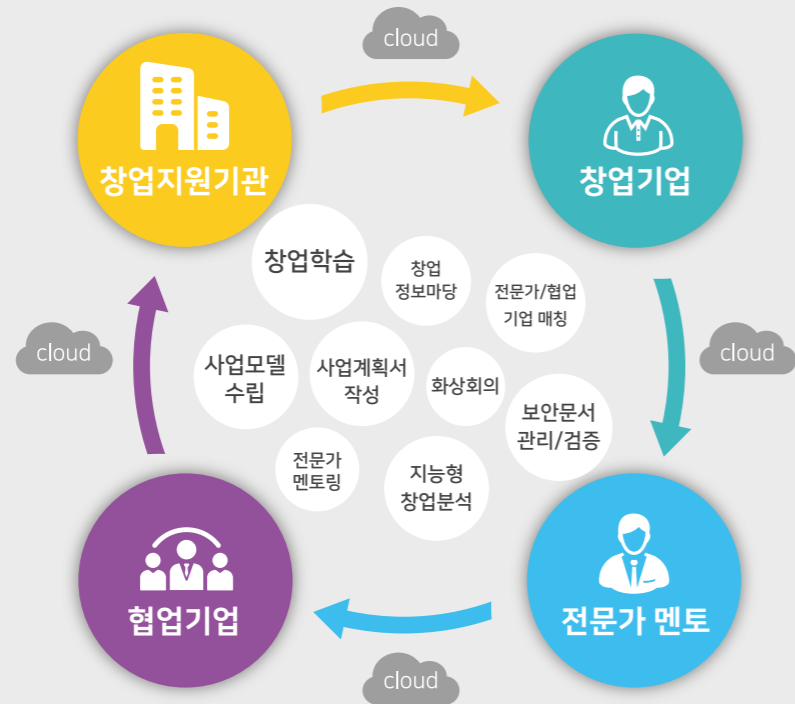 cloud
창업지원기관
창업기업
창업학습
창업
정보마당
전문가/협업
기업 매칭
cloud
cloud
사업모델
수립
사업계획서
작성
화상회의
보안문서
관리/검증
전문가
멘토링
지능형
창업분석
협업기업
전문가 멘토
cloud